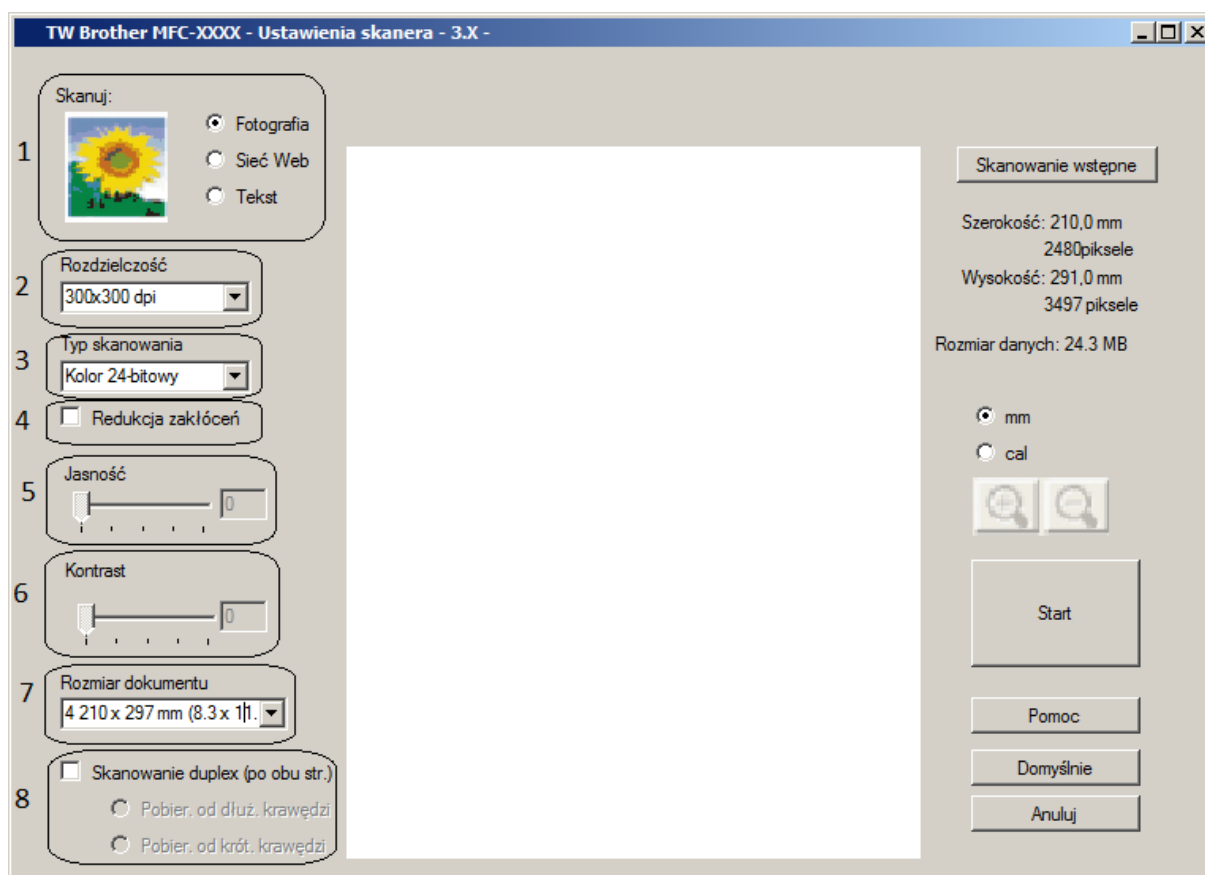 TW Brother MFC-XXXX - Ustawienia skanera - 3.X -
1
Skanuj:
Fotografia
Sieć Web
Tekst
2
Rozdzielczość
300x300 dpi
3
Typ skanowania
Kolor 24-bitowy
4
Redukcja zakłóceń
5
Jasność
0
6
Kontrast
0
7
Rozmiar dokumentu
4 210 x 297 mm (8.3 x 11.
8
Skanowanie duplex (po obu str.)
Pobier. od dłuż. krawędzi
Pobier. od krót. krawędzi
Skanowanie wstępne
Szerokość: 210,0 mm
2480piksele
Wysokość: 291,0 mm
3497 piksele
Rozmiar danych: 24.3 MB
mm
cal
Start
Pomoc
Domyślnie
Anuluj